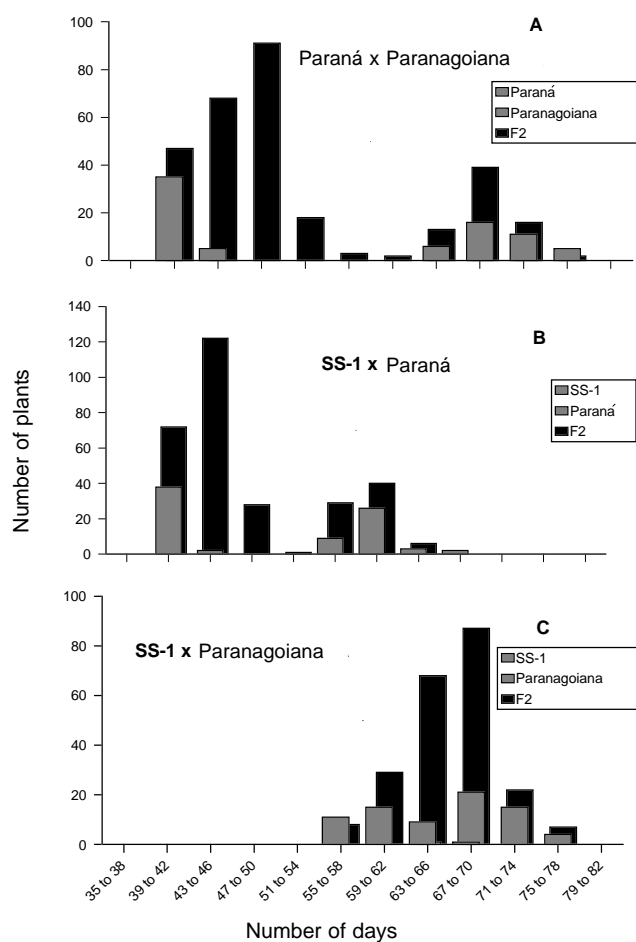 100
80
60
40
20
0
A
Paraná x Paranagoiana
Paraná
Paranagoiana
F2
140
120
100
80
60
40
20
0
B
SS-1 x Paraná
SS-1
Paraná
F2
Number of plants
100
80
60
40
20
0
C
SS-1 x Paranagoiana
SS-1
Paranagoiana
F2
35 to 38
39 to 42
43 to 46
47 to 50
51 to 54
55 to 58
59 to 62
63 to 66
67 to 70
71 to 74
75 to 78
79 to 82
Number of days